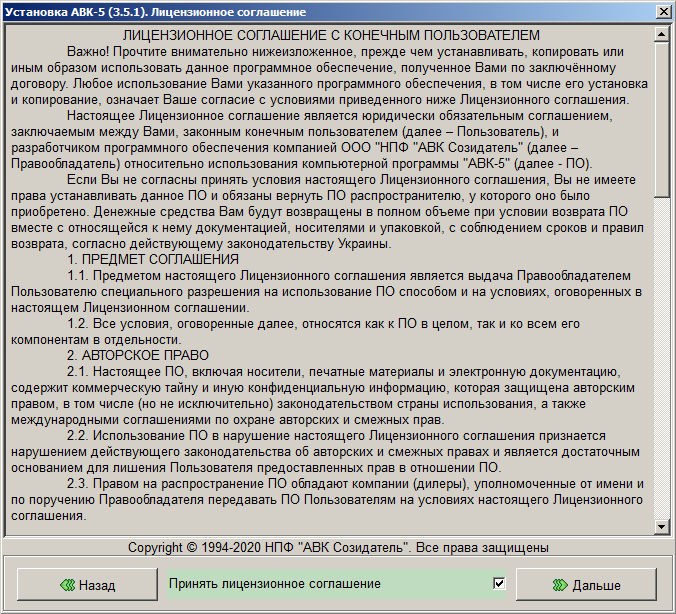 Установка АВК-5 (3.5.1). Лицензионное соглашение
ЛИЦЕНЗИОННОЕ СОГЛАШЕНИЕ С КОНЕЧНЫМ ПОЛЬЗОВАТЕЛЕМ
Важно! Прочтите внимательно нижеизложенное, прежде чем устанавливать, копировать или
иным образом использовать данное программное обеспечение, полученное Вами по заключённому
договору. Любое использование Вами указанного программного обеспечения, в том числе его установка
и копирование, означает Ваше согласие с условиями приведенного ниже Лицензионного соглашения.
Настоящее Лицензионное соглашение является юридически обязательным соглашением,
заключаемым между Вами, законным конечным пользователем (далее – Пользователь), и
разработчиком программного обеспечения компанией ООО "НПФ "АВК Созидатель" (далее –
Правообладатель) относительно использования компьютерной программы "АВК-5" (далее - ПО).
Если Вы не согласны принять условия настоящего Лицензионного соглашения, Вы не имеете
права устанавливать данное ПО и обязаны вернуть ПО распространителю, у которого оно было
приобретено. Денежные средства Вам будут возвращены в полном объеме при условии возврата ПО
вместе с относящейся к нему документацией, носителями и упаковкой, с соблюдением сроков и правил
возврата, согласно действующему законодательству Украины.
1. ПРЕДМЕТ СОГЛАШЕНИЯ
1.1. Предметом настоящего Лицензионного соглашения является выдача Правообладателем
Пользователю специального разрешения на использование ПО способом и на условиях, оговоренных в
настоящем Лицензионном соглашении.
1.2. Все условия, оговоренные далее, относятся как к ПО в целом, так и ко всем его
компонентам в отдельности.
2. АВТОРСКОЕ ПРАВО
2.1. Настоящее ПО, включая носители, печатные материалы и электронную документацию,
содержит коммерческую тайну и иную конфиденциальную информацию, которая защищена авторским
правом, в том числе (но не исключительно) законодательством страны использования, а также
международными соглашениями по охране авторских и смежных прав.
2.2. Использование ПО в нарушение настоящего Лицензионного соглашения признается
нарушением действующего законодательства об авторских и смежных правах и является достаточным
основанием для лишения Пользователя предоставленных прав в отношении ПО.
2.3. Правом на распространение ПО обладают компании (дилеры), уполномоченные от имени и
по поручению Правообладателя передавать ПО Пользователям на условиях настоящего Лицензионного
соглашения.
Copyright © 1994-2020 НПФ "АВК Созидатель". Все права защищены
Назад
Принять лицензионное соглашение
Дальше